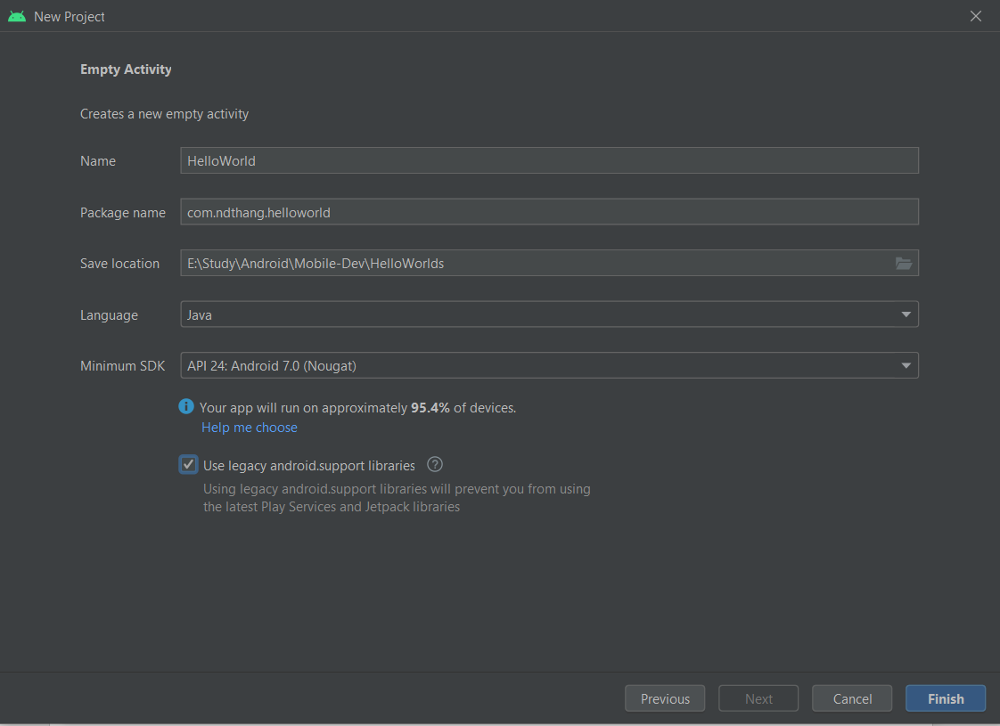 New Project
Empty Activity
Creates a new empty activity
Name HelloWorld
Package name com.ndthang.helloworld
Save location E:\Study\Android\Mobile-Dev\HelloWorlds
Language Java
Minimum SDK API 24: Android 7.0 (Nougat)
Your app will run on approximately 95.4% of devices.
Help me choose
Use legacy android.support libraries
Using legacy android.support libraries will prevent you from using
the latest Play Services and Jetpack libraries
Previous Next Cancel Finish